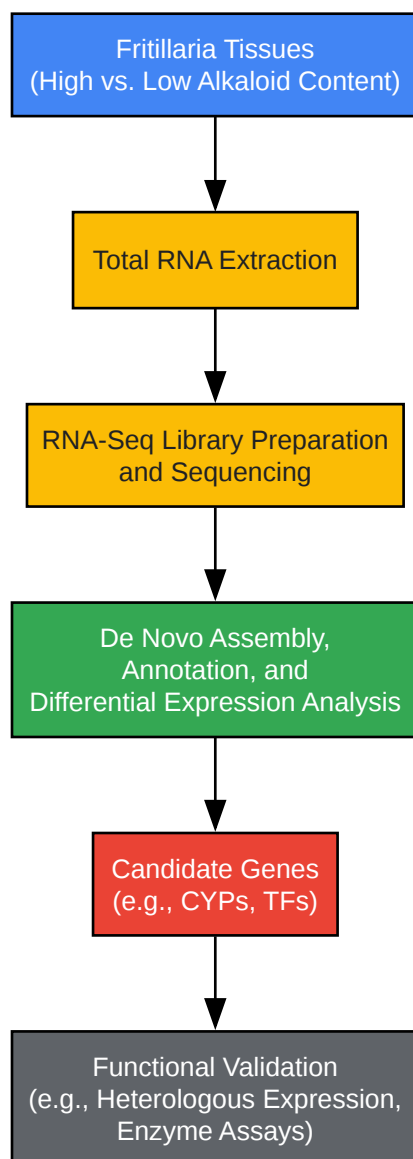 Fritillaria Tissues
(High vs. Low Alkaloid Content)
Total RNA Extraction
RNA-Seq Library Preparation
and Sequencing
De Novo Assembly,
Annotation, and
Differential Expression Analysis
Candidate Genes
(e.g., CYPs, TFs)
Functional Validation
(e.g., Heterologous Expression,
Enzyme Assays)